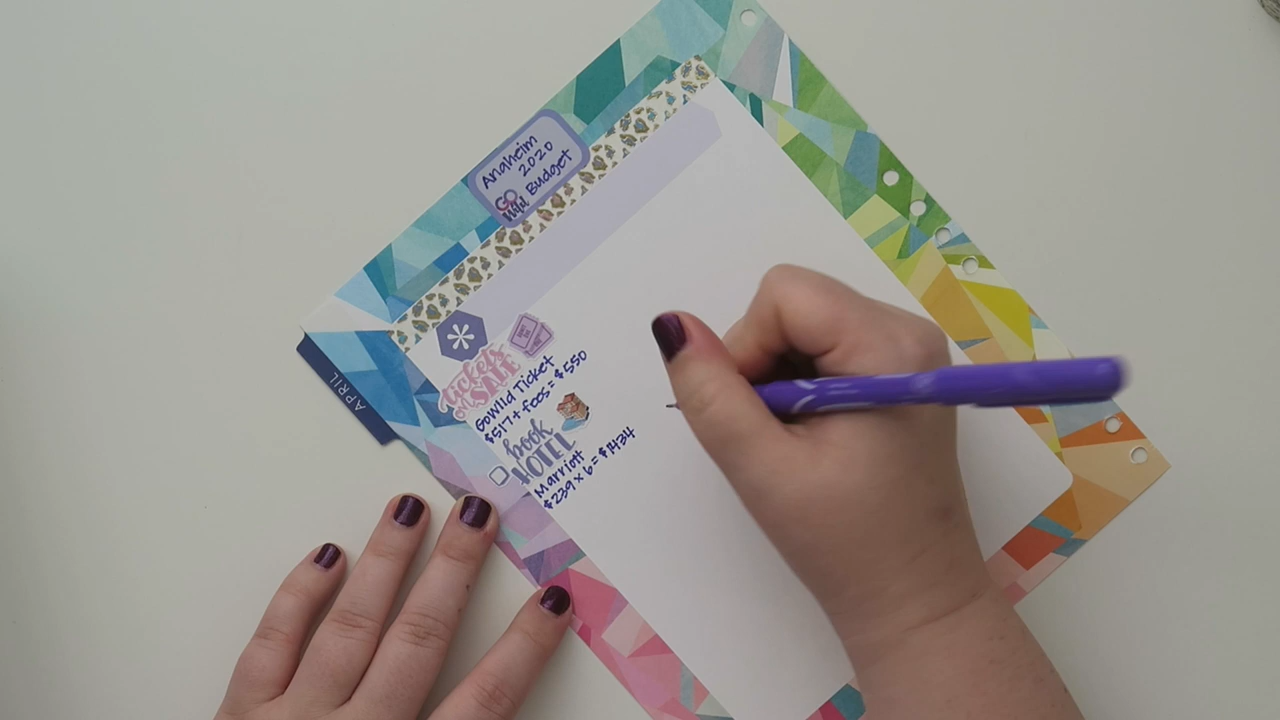 Anaheim
2020
GO Wild Budget
APRIL
tickets
on SALE
GoWild Ticket
$517 + fees = $550
book
HOTEL
Marriott
$239 x 6 = $1434